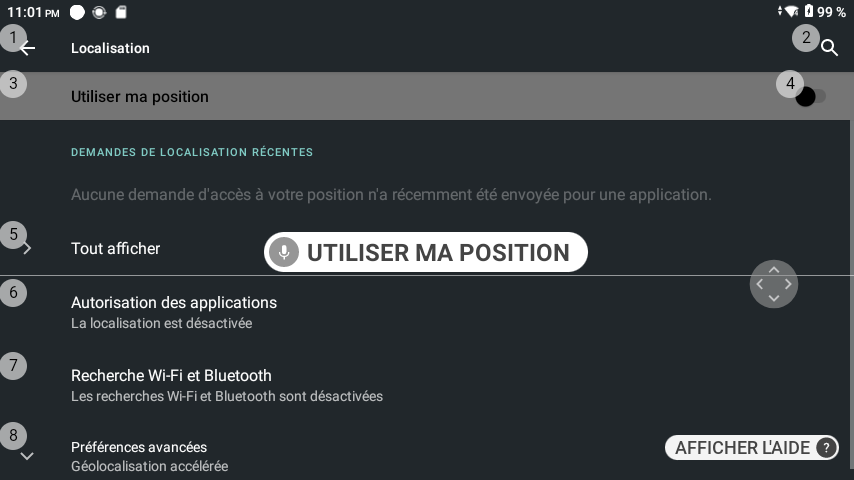 11:01 PM
99 %
1
Localisation
2
3
Utiliser ma position
4
DEMANDES DE LOCALISATION RÉCENTES
Aucune demande d'accès à votre position n'a récemment été envoyée pour une application.
5
Tout afficher
UTILISER MA POSITION
6
Autorisation des applications
La localisation est désactivée
7
Recherche Wi-Fi et Bluetooth
Les recherches Wi-Fi et Bluetooth sont désactivées
8
Préférences avancées
Géolocalisation accélérée
AFFICHER L'AIDE ?